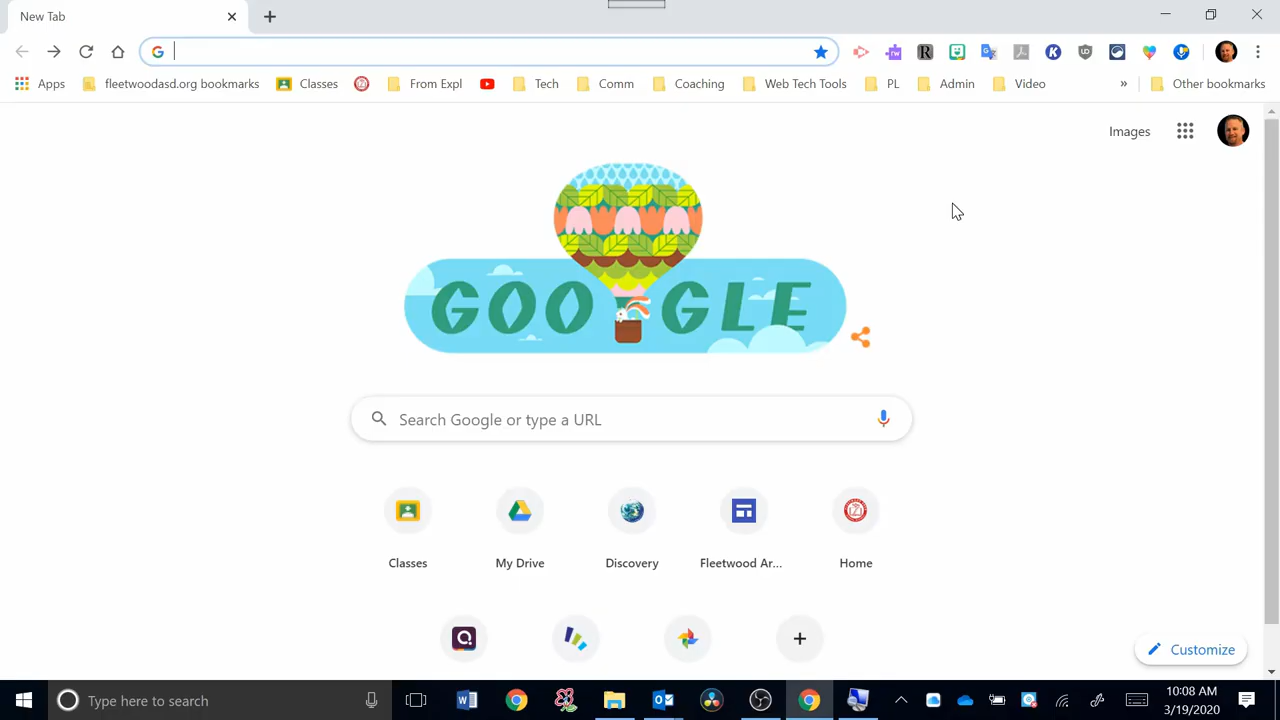 New Tab
Apps
fleetwoodasd.org bookmarks
Classes
From Expl
Tech
Comm
Coaching
Web Tech Tools
PL
Admin
Video
»
Other bookmarks
Images
GOOGLE
Search Google or type a URL
Classes
My Drive
Discovery
Fleetwood Ar...
Home
Customize
Type here to search
10:08 AM
3/19/2020